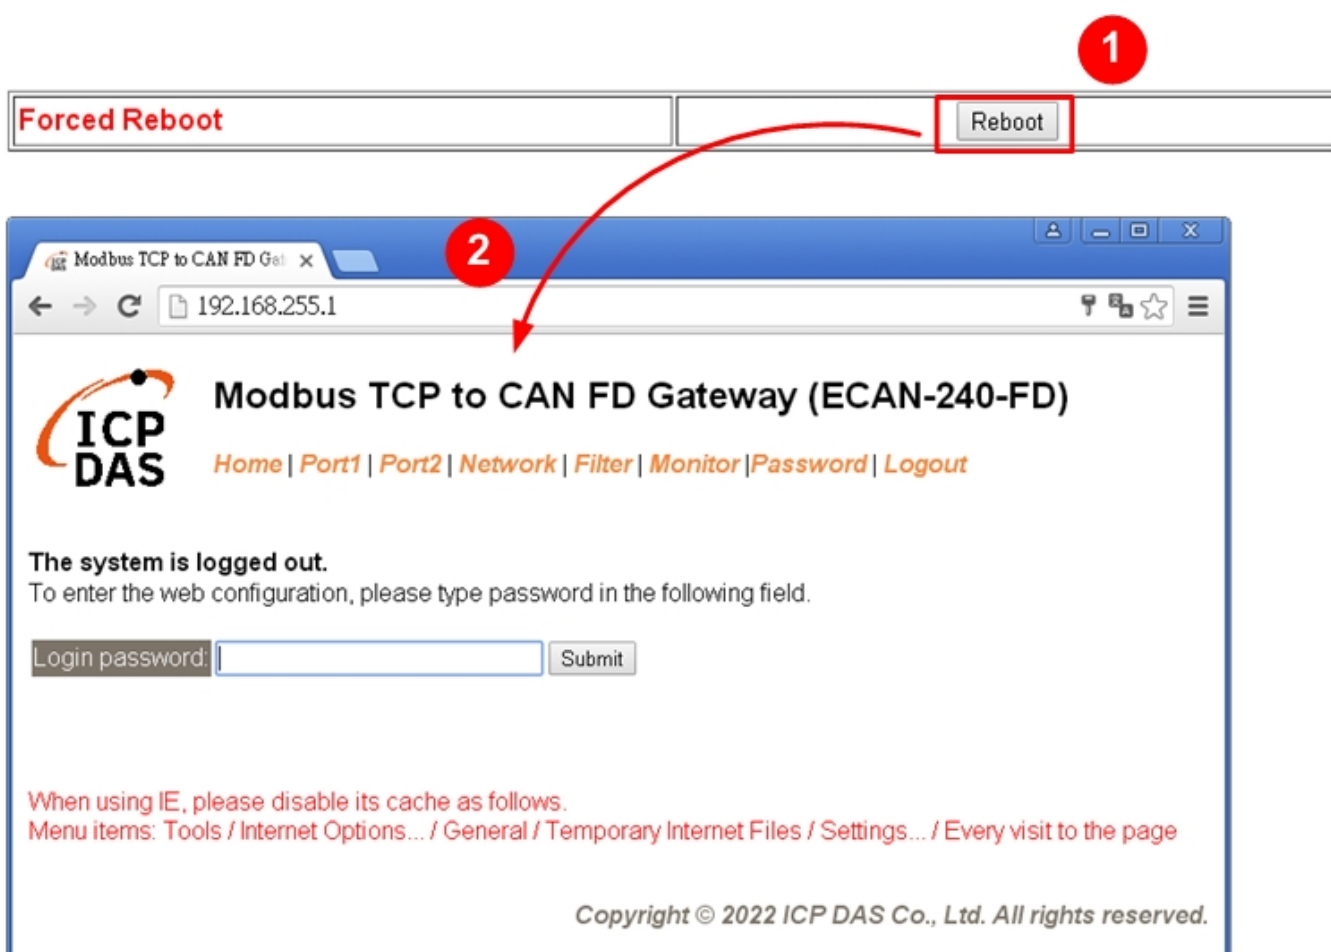 1
Forced Reboot
Reboot
2
Modbus TCP to CAN FD Gat
192.168.255.1
ICP
DAS
Modbus TCP to CAN FD Gateway (ECAN-240-FD)
Home | Port1 | Port2 | Network | Filter | Monitor |Password | Logout
The system is logged out.
To enter the web configuration, please type password in the following field.
Login password:
Submit
When using IE, please disable its cache as follows.
Menu items: Tools / Internet Options... / General / Temporary Internet Files / Settings... / Every visit to the page
Copyright © 2022 ICP DAS Co., Ltd. All rights reserved.